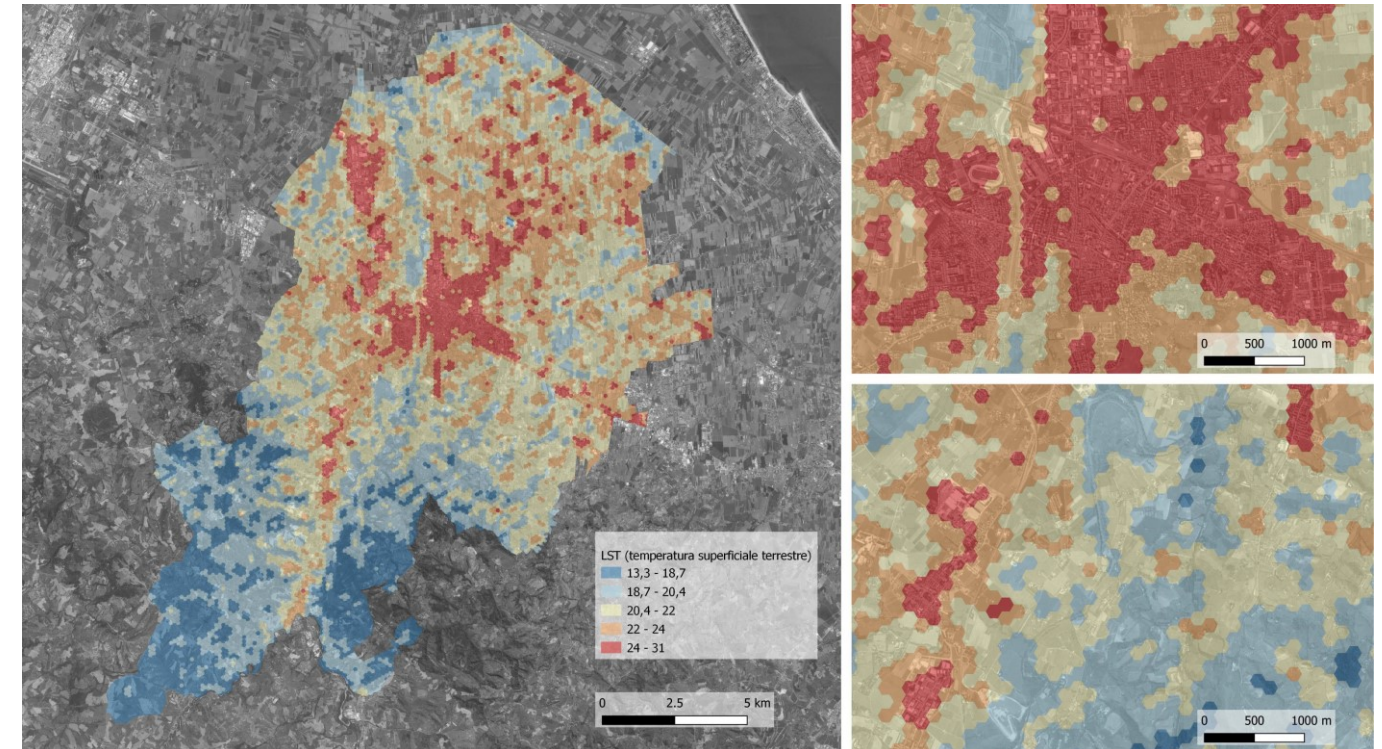 LST (temperatura superficiale terrestre)
13,3 - 18,7
18,7 - 20,4
20,4 - 22
22 - 24
24 - 31
0 2.5 5 km
0 500 1000 m
0 500 1000 m